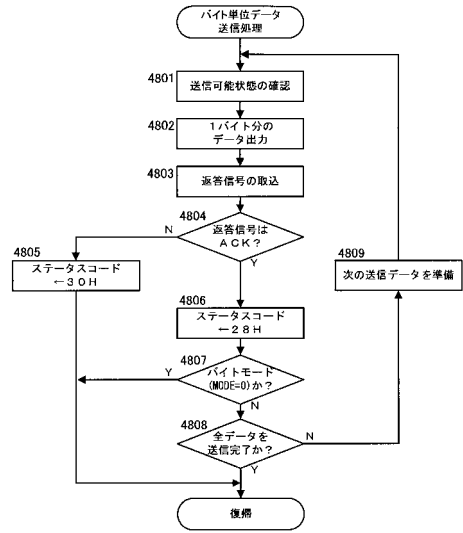 バイト単位データ
送信処理
4801
送信可能状態の確認
4802
1バイト分の
データ出力
4803
返答信号の取込
4804
返答信号は
ACK?
N
Y
4805
ステータスコード
←30H
4809
次の送信データを準備
4806
ステータスコード
←28H
4807
バイトモード
(MODE=0)か?
Y
N
4808
全データを
送信完了か?
N
Y
復帰